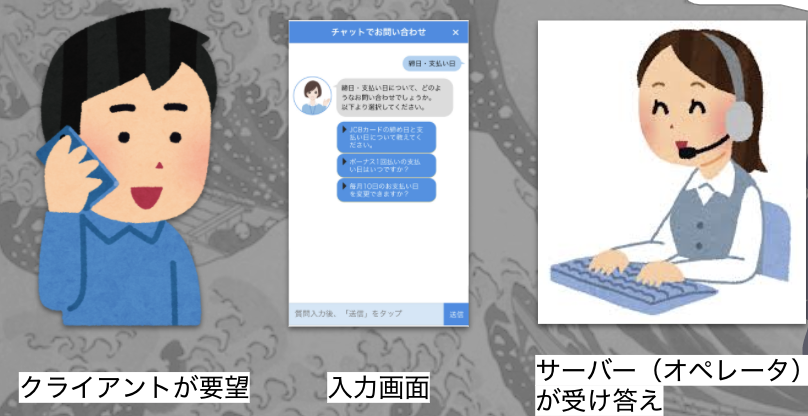 チャットでお問い合わせ ×
締日・支払い日
締日・支払い日について、どのよ
うなお問い合わせでしょうか。
以下より選択してください。
JCBカードの締め日と支
払い日について教えてく
ださい。
ボーナス1回払いの支払
い日はいつですか?
毎月10日のお支払い日
を変更できますか?
質問入力後、「送信」をタップ
送信
クライアントが要望
入力画面
サーバー(オペレータ)
が受け答え